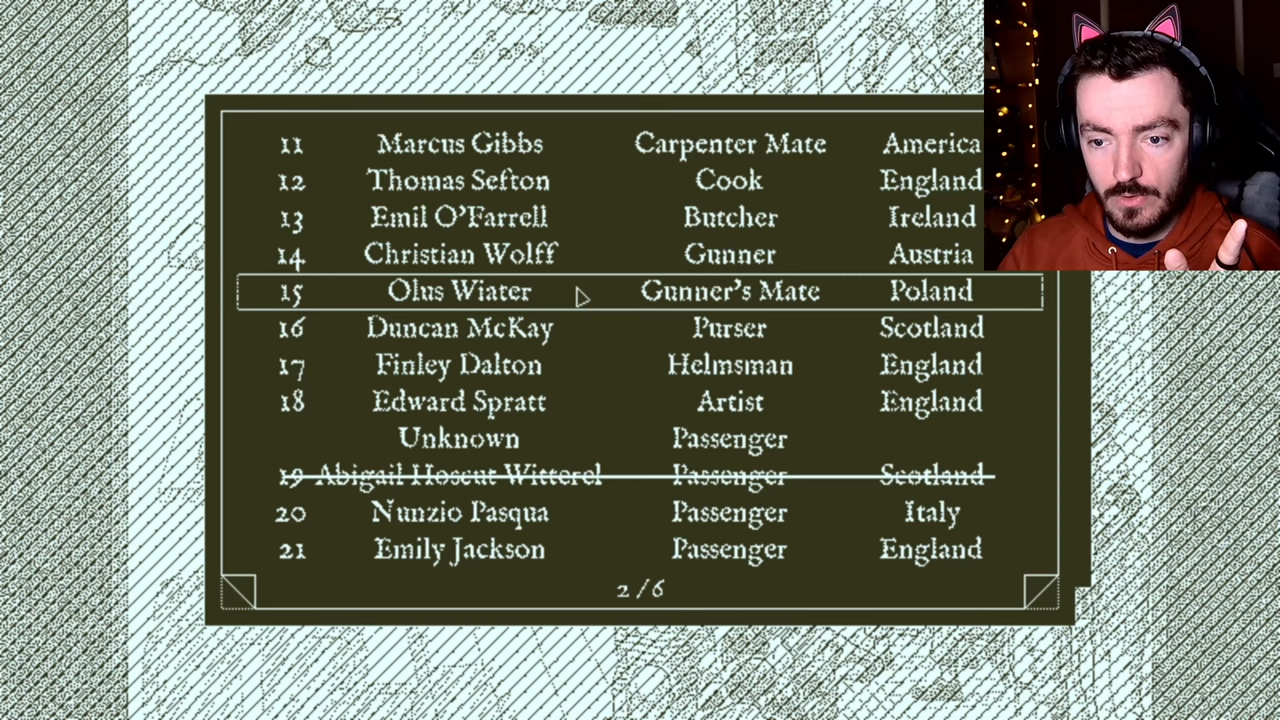 11 Marcus Gibbs Carpenter Mate America
12 Thomas Sefton Cook England
13 Emil O'Farrell Butcher Ireland
14 Christian Wolff Gunner Austria
15 Olus Wiater Gunner's Mate Poland
16 Duncan McKay Purser Scotland
17 Finley Dalton Helmsman England
18 Edward Spratt Artist England
Unknown Passenger
19 Abigail Hoscut Witterel Passenger Scotland
20 Nunzio Pasqua Passenger Italy
21 Emily Jackson Passenger England
2/6